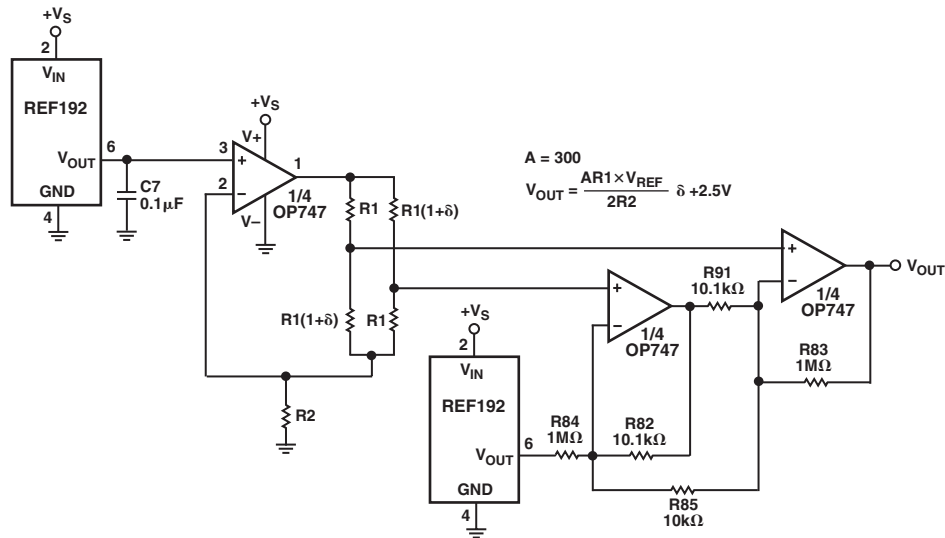 +VS
2
VIN
REF192
6
VOUT
GND
4
C7
0.1µF
+VS
V+
3
+
2
−
1
1/4
OP747
V−
R1
R1(1+δ)
R1(1+δ)
R1
R2
A = 300
VOUT = AR1 × VREF / 2R2 δ +2.5V
+VS
2
VIN
REF192
6
VOUT
GND
4
R84
1MΩ
+
−
1/4
OP747
R82
10.1kΩ
R85
10kΩ
R91
10.1kΩ
+
−
1/4
OP747
R83
1MΩ
VOUT